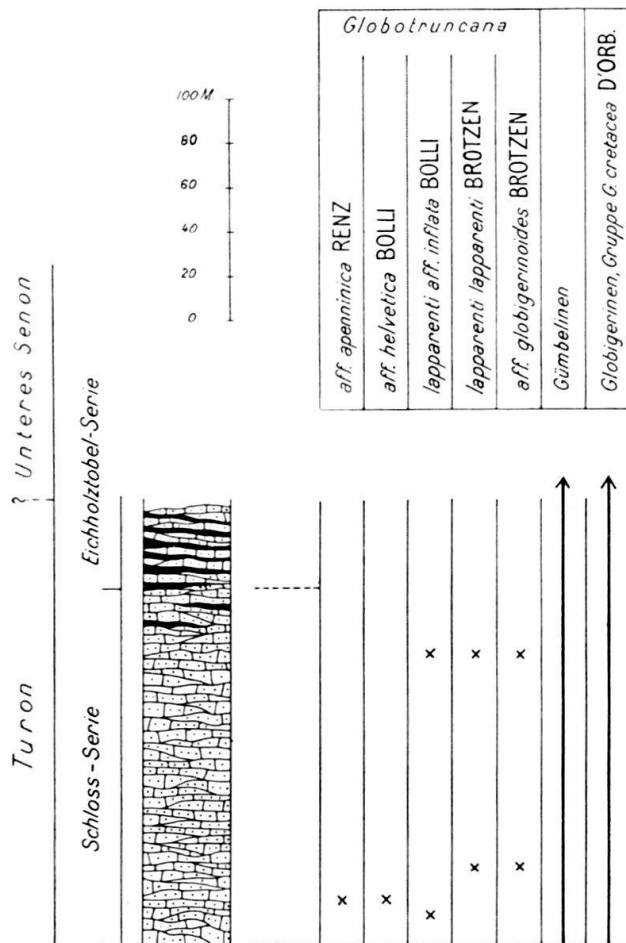 Globotruncana
aff. apenninica RENZ
aff. helvetica BOLLI
lapparenti aff. inflata BOLLI
lapparenti lapparenti BROTZEN
aff. globigerinoides BROTZEN
Gümbelinen
Globigerinen, Gruppe G. cretacea D'ORB.
100 M.
80
60
40
20
0
? Unteres Senon
Turon
Eichholztobel-Serie
Schloss-Serie
x x x
x x
x x
x